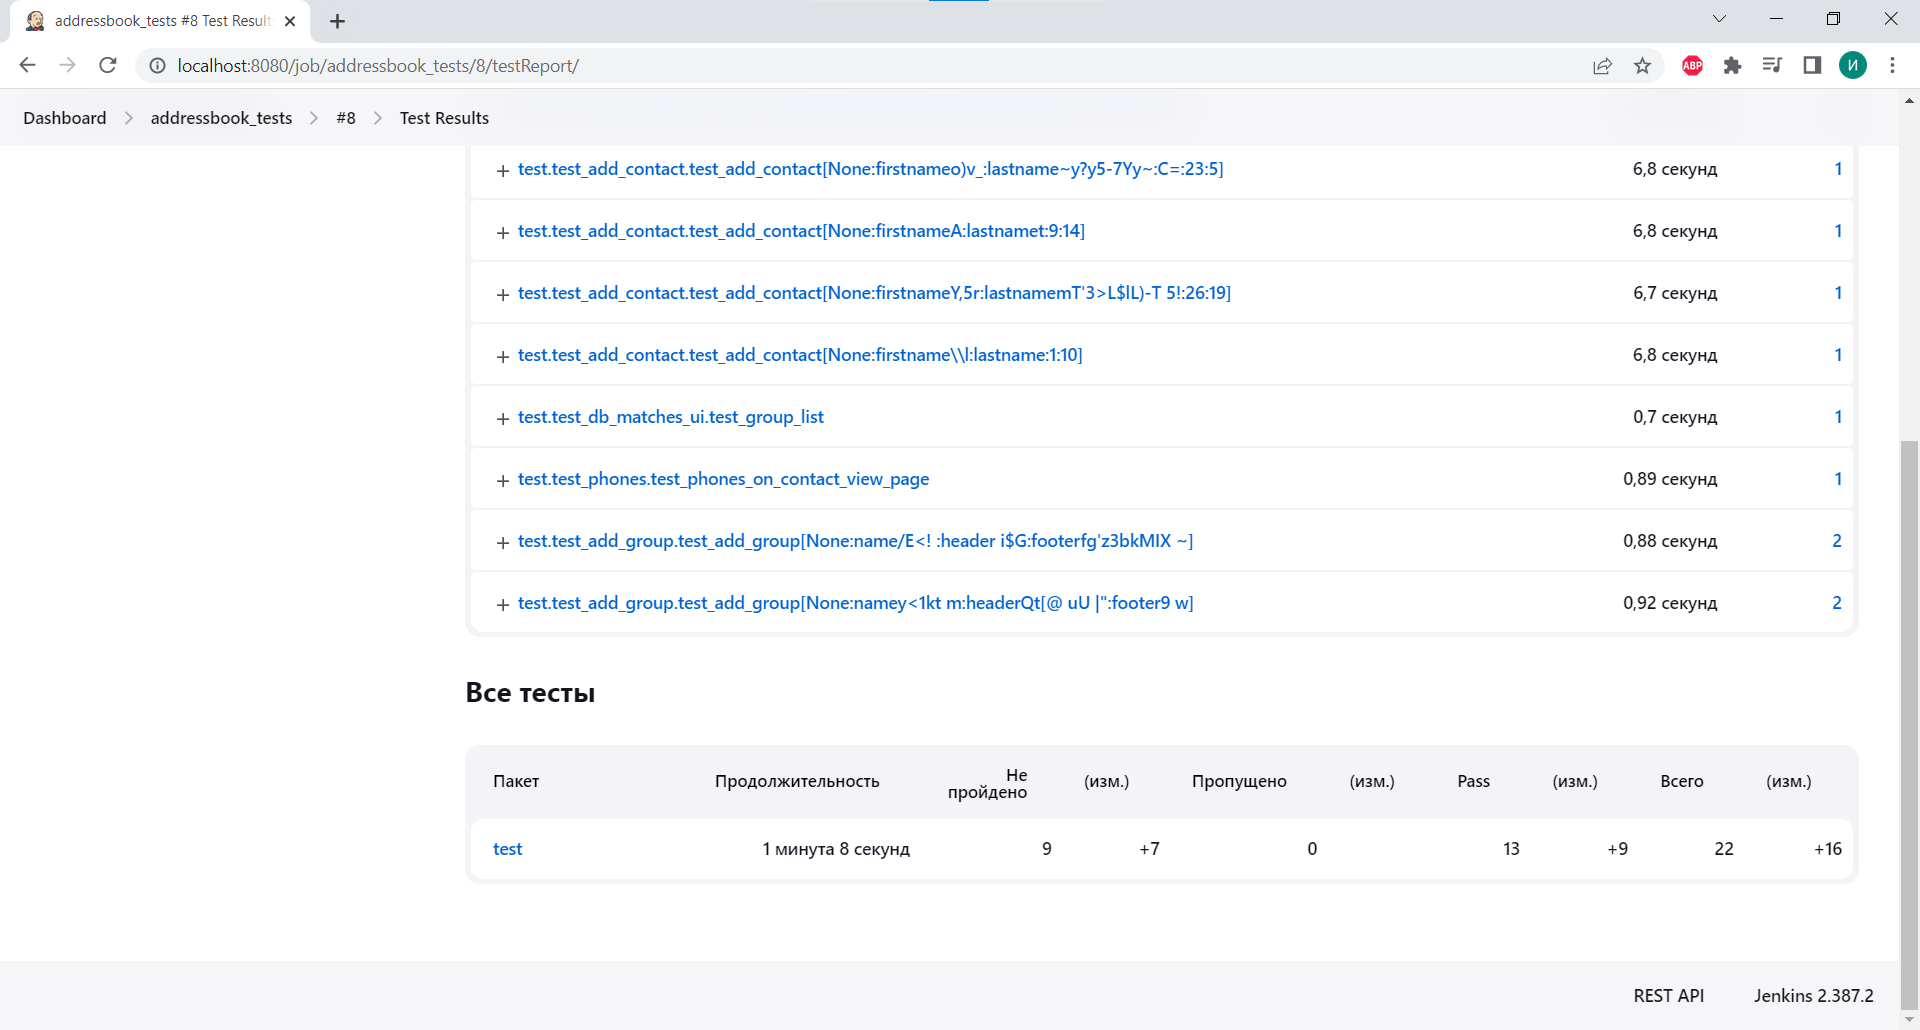 addressbook_tests #8 Test Result
localhost:8080/job/addressbook_tests/8/testReport/
ABP
И
Dashboard addressbook_tests #8 Test Results
test.test_add_contact.test_add_contact[None:firstnameo)v_:lastname~y?y5-7Yy~:C=:23:5] 6,8 секунд 1
test.test_add_contact.test_add_contact[None:firstnameA:lastnamet:9:14] 6,8 секунд 1
test.test_add_contact.test_add_contact[None:firstnameY,5r:lastnamemT'3>L$lL)-T 5!:26:19] 6,7 секунд 1
test.test_add_contact.test_add_contact[None:firstname\\l:lastname:1:10] 6,8 секунд 1
test.test_db_matches_ui.test_group_list 0,7 секунд 1
test.test_phones.test_phones_on_contact_view_page 0,89 секунд 1
test.test_add_group.test_add_group[None:name/E<! :header i$G:footerfg'z3bkMIX ~] 0,88 секунд 2
test.test_add_group.test_add_group[None:namey<1kt m:headerQt[@ uU |":footer9 w] 0,92 секунд 2
Все тесты
Пакет Продолжительность Не пройдено (изм.) Пропущено (изм.) Pass (изм.) Всего (изм.)
test 1 минута 8 секунд 9 +7 0 13 +9 22 +16
REST API Jenkins 2.387.2